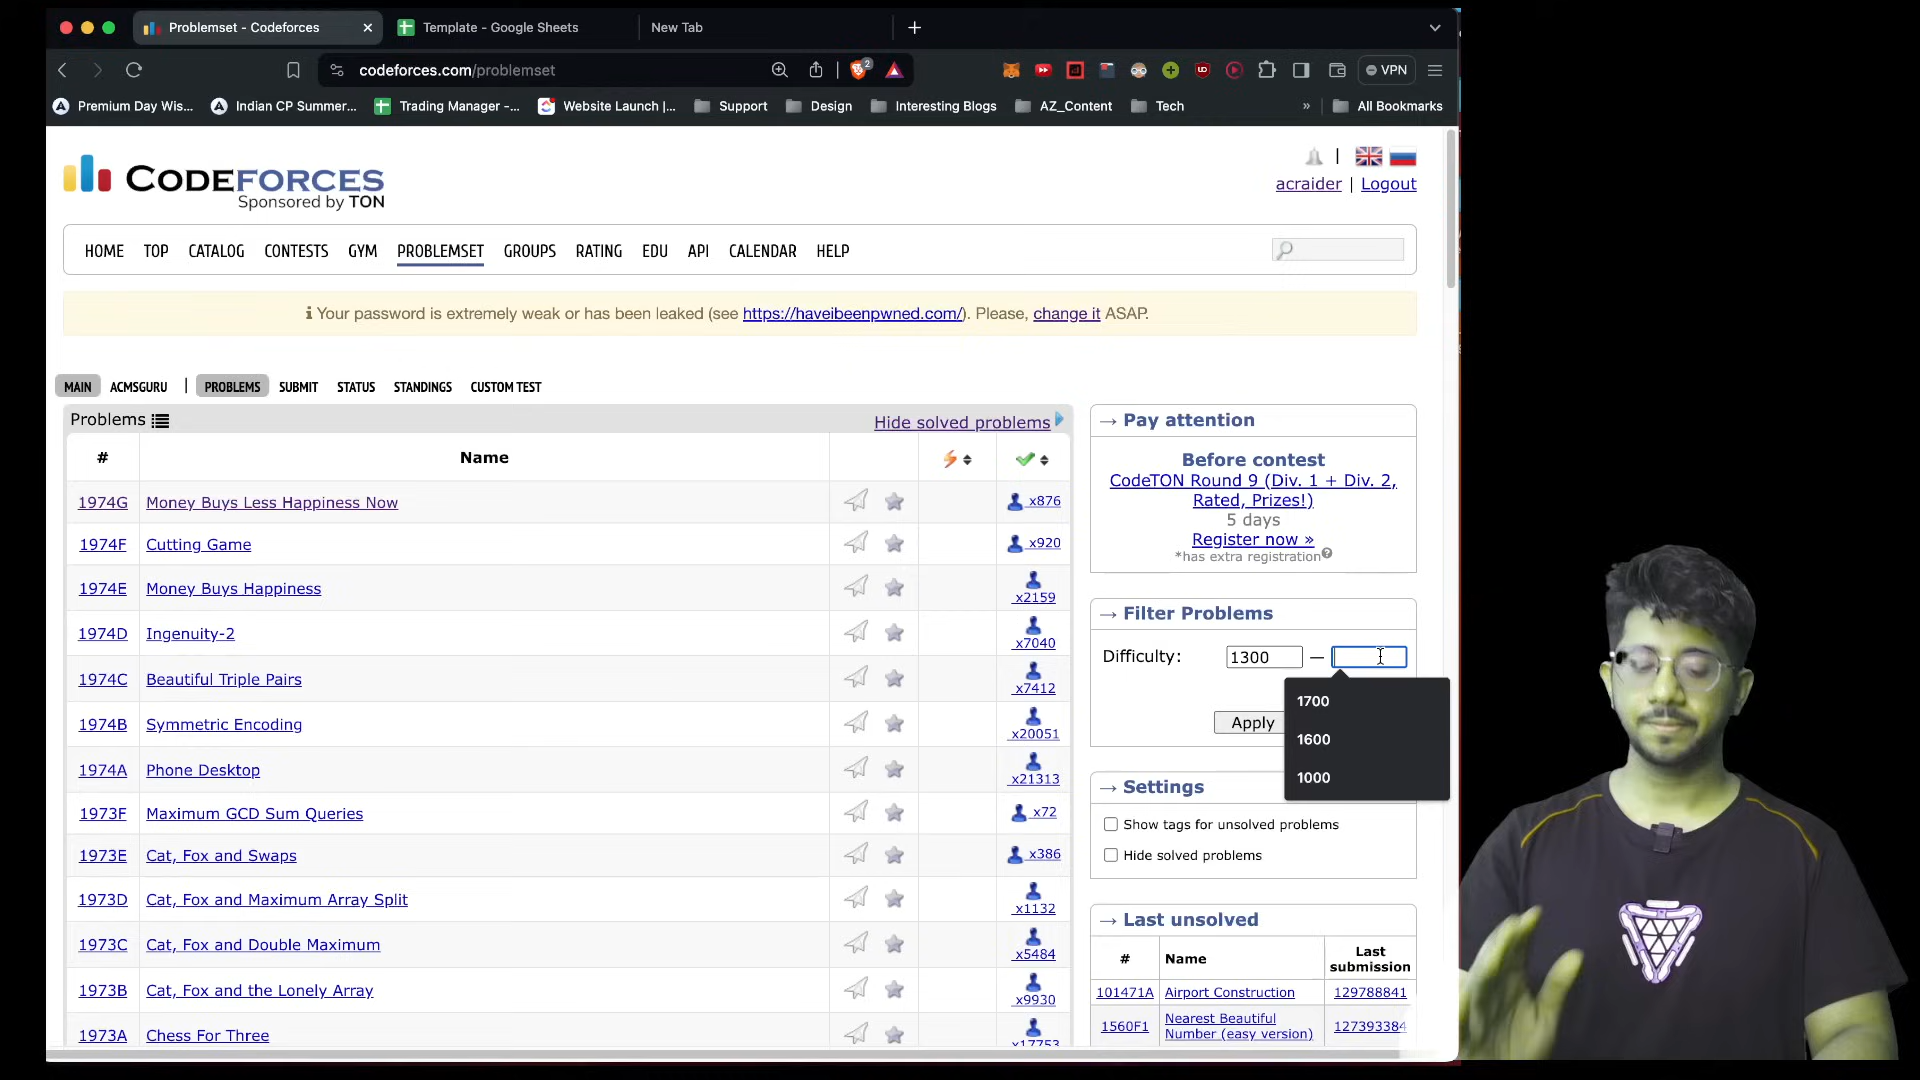 Problemset - Codeforces
Template - Google Sheets
New Tab
codeforces.com/problemset
2
VPN
Premium Day Wis...
Indian CP Summer...
Trading Manager -...
Website Launch |...
Support
Design
Interesting Blogs
AZ_Content
Tech
»
All Bookmarks
CODEFORCES
Sponsored by TON
acraider | Logout
HOME TOP CATALOG CONTESTS GYM PROBLEMSET GROUPS RATING EDU API CALENDAR HELP
Your password is extremely weak or has been leaked (see https://haveibeenpwned.com/). Please, change it ASAP.
MAIN ACMSGURU | PROBLEMS SUBMIT STATUS STANDINGS CUSTOM TEST
Problems Hide solved problems
# Name
1974G Money Buys Less Happiness Now x876
1974F Cutting Game x920
1974E Money Buys Happiness x2159
1974D Ingenuity-2 x7040
1974C Beautiful Triple Pairs x7412
1974B Symmetric Encoding x20051
1974A Phone Desktop x21313
1973F Maximum GCD Sum Queries x72
1973E Cat, Fox and Swaps x386
1973D Cat, Fox and Maximum Array Split x1132
1973C Cat, Fox and Double Maximum x5484
1973B Cat, Fox and the Lonely Array x9930
1973A Chess For Three x17753
→ Pay attention
Before contest
CodeTON Round 9 (Div. 1 + Div. 2,
Rated, Prizes!)
5 days
Register now »
*has extra registration?
→ Filter Problems
Difficulty: 1300 —
1700
Apply
1600
1000
→ Settings
Show tags for unsolved problems
Hide solved problems
→ Last unsolved
# Name Last
submission
101471A Airport Construction 129788841
1560F1 Nearest Beautiful
Number (easy version) 127393384